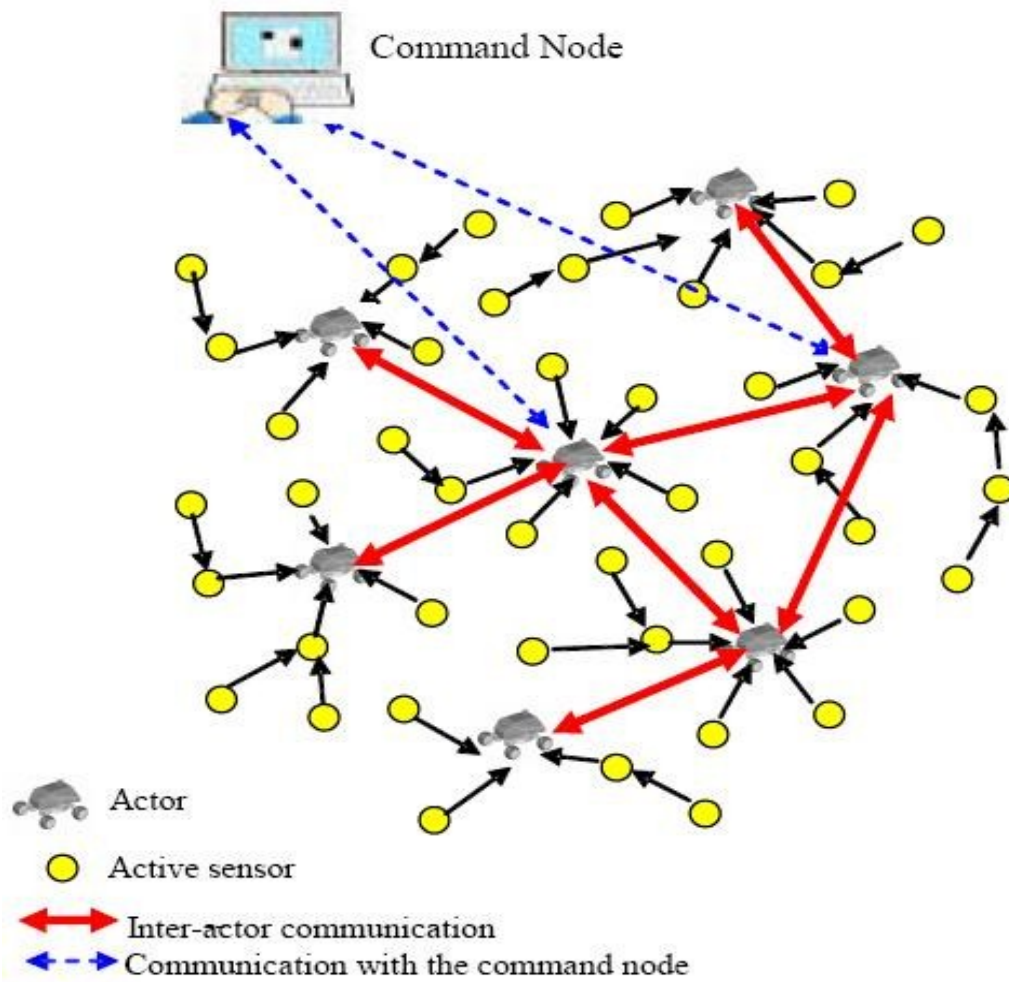 Command Node
Actor
Active sensor
Inter-actor communication
Communication with the command node